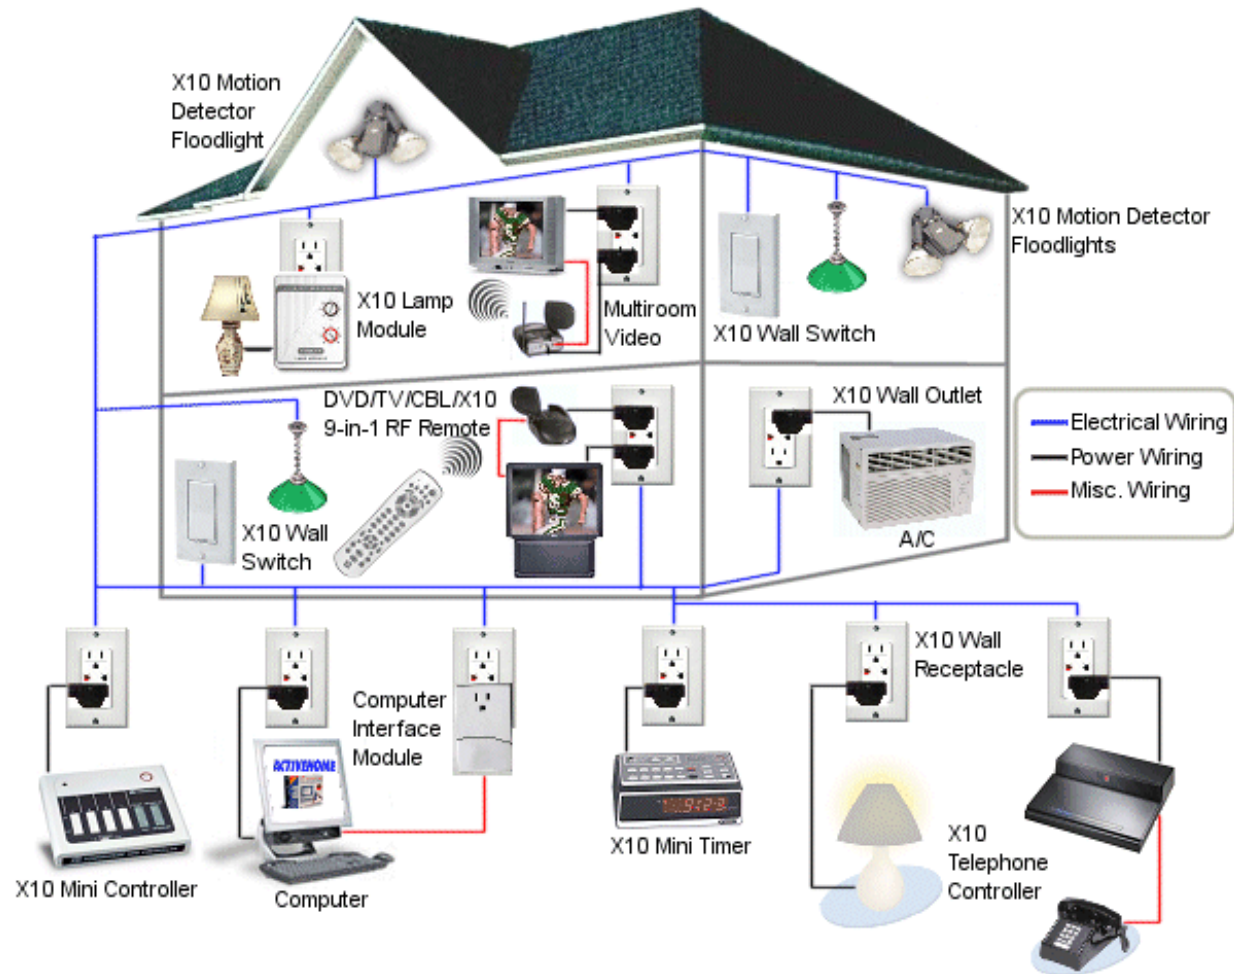 X10 Motion
Detector
Floodlight
X10 Motion Detector
Floodlights
X10 Lamp
Module
Multiroom
Video
X10 Wall Switch
DVD/TV/CBL/X10
9-in-1 RF Remote
X10 Wall Outlet
Electrical Wiring
Power Wiring
Misc. Wiring
X10 Wall
Switch
A/C
X10 Wall
Receptacle
Computer
Interface
Module
ACTIVEHOME
X10 Mini Controller
Computer
X10 Mini Timer
X10
Telephone
Controller